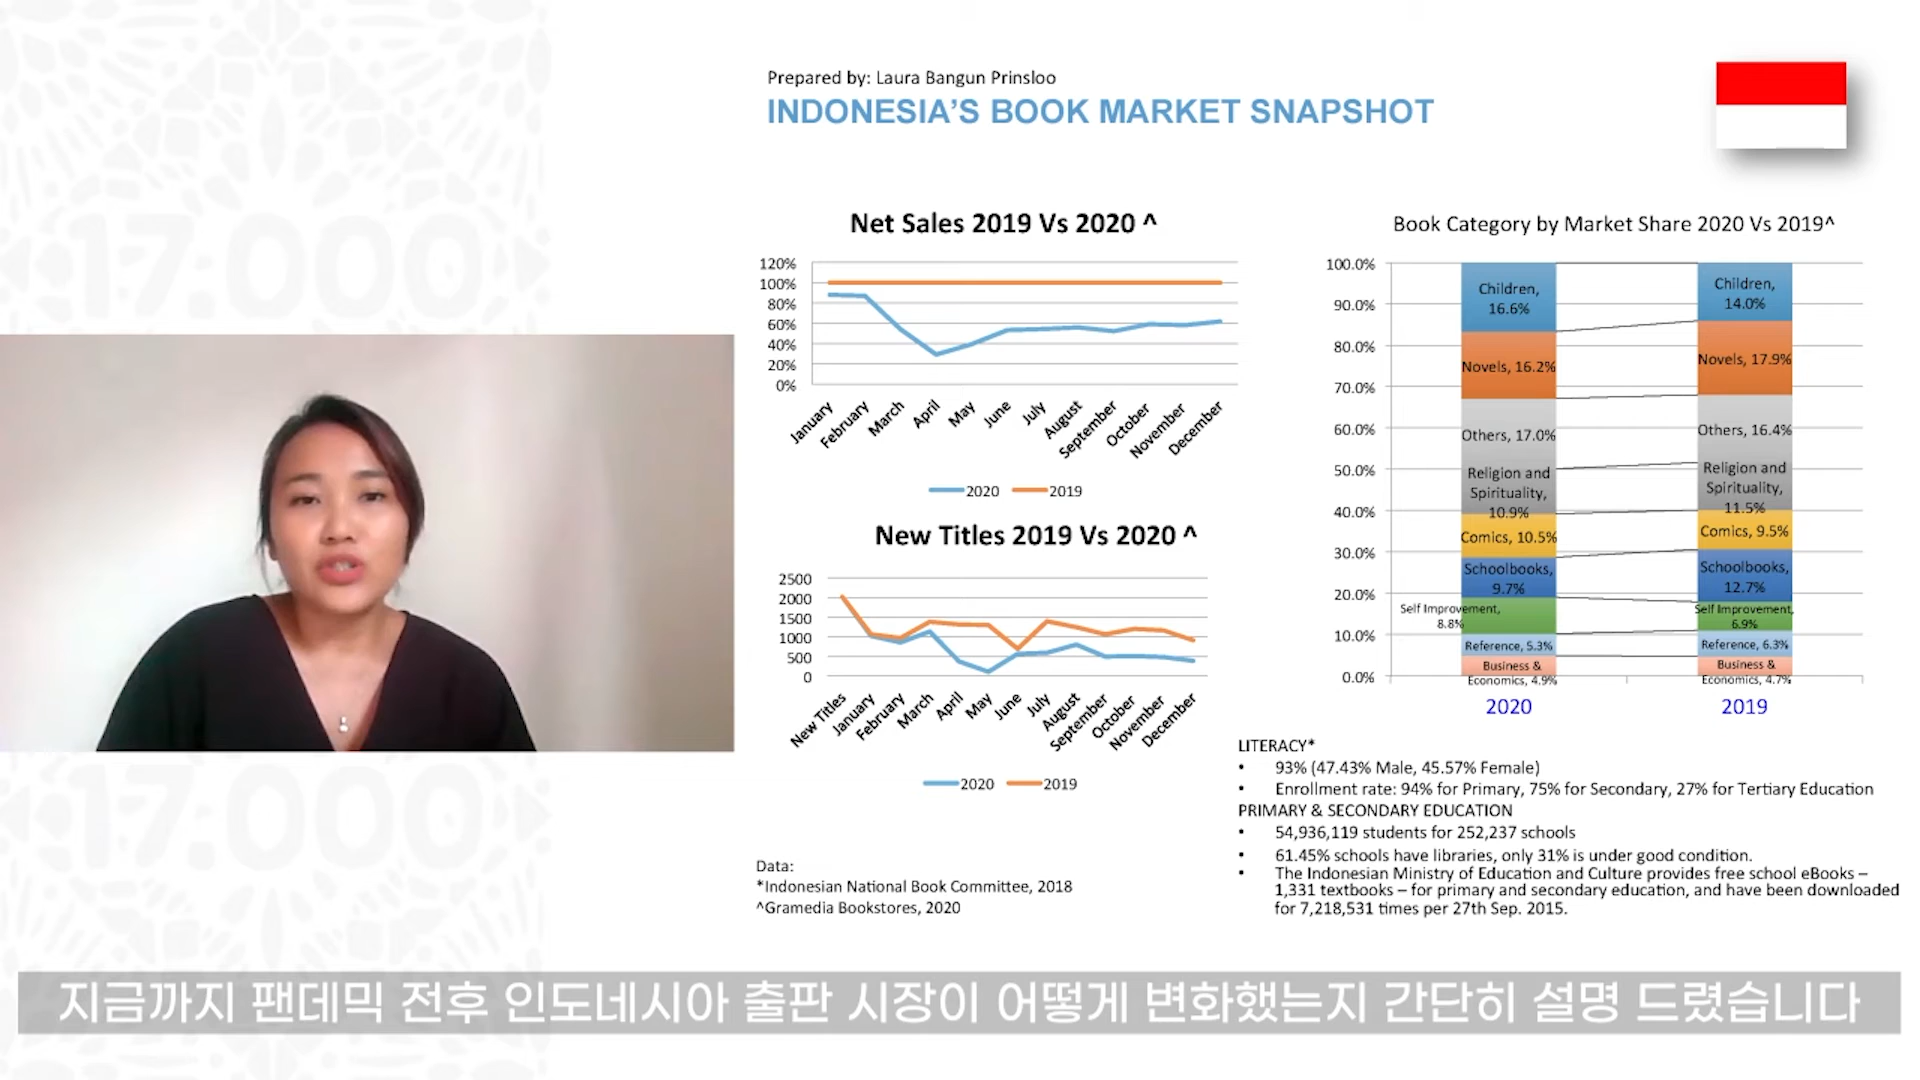 17.000
17.000
Prepared by: Laura Bangun Prinsloo
INDONESIA'S BOOK MARKET SNAPSHOT
Net Sales 2019 Vs 2020 ^
120%
100%
80%
60%
40%
20%
0%
January
February
March
April
May
June
July
August
September
October
November
December
2020
2019
New Titles 2019 Vs 2020 ^
2500
2000
1500
1000
500
0
New Titles
January
February
March
April
May
June
July
August
September
October
November
December
2020
2019
Data:
*Indonesian National Book Committee, 2018
^Gramedia Bookstores, 2020
Book Category by Market Share 2020 Vs 2019^
100.0%
90.0%
80.0%
70.0%
60.0%
50.0%
40.0%
30.0%
20.0%
10.0%
0.0%
Children,
16.6%
Novels, 16.2%
Others, 17.0%
Religion and
Spirituality,
10.9%
Comics, 10.5%
Schoolbooks,
9.7%
Self Improvement,
8.8%
Reference, 5.3%
Business &
Economics, 4.9%
2020
Children,
14.0%
Novels, 17.9%
Others, 16.4%
Religion and
Spirituality,
11.5%
Comics, 9.5%
Schoolbooks,
12.7%
Self Improvement,
6.9%
Reference, 6.3%
Business &
Economics, 4.7%
2019
LITERACY*
• 93% (47.43% Male, 45.57% Female)
• Enrollment rate: 94% for Primary, 75% for Secondary, 27% for Tertiary Education
PRIMARY & SECONDARY EDUCATION
• 54,936,119 students for 252,237 schools
• 61.45% schools have libraries, only 31% is under good condition.
• The Indonesian Ministry of Education and Culture provides free school eBooks –
1,331 textbooks – for primary and secondary education, and have been downloaded
for 7,218,531 times per 27th Sep. 2015.
지금까지 팬데믹 전후 인도네시아 출판 시장이 어떻게 변화했는지 간단히 설명 드렸습니다